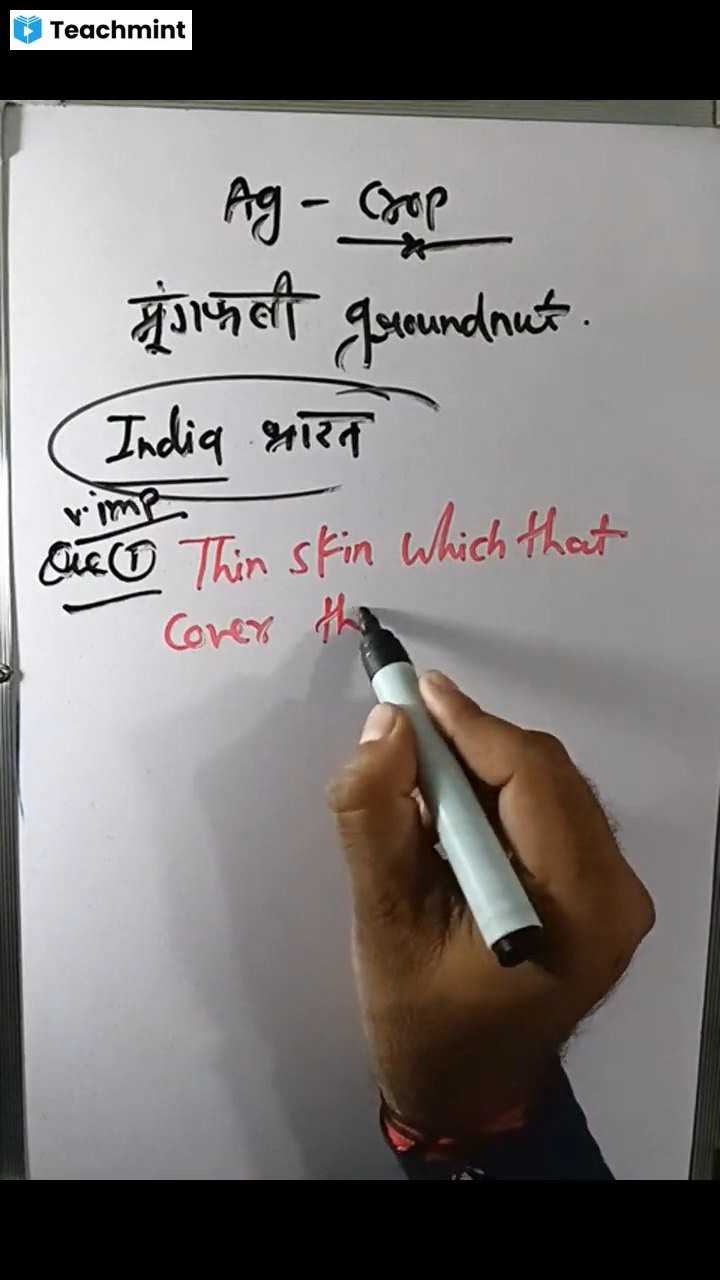 Teachmint
Ag - Crop
मूंगफली groundnut.
India भारत
v.imp
Que ① Thin skin which that
cover th